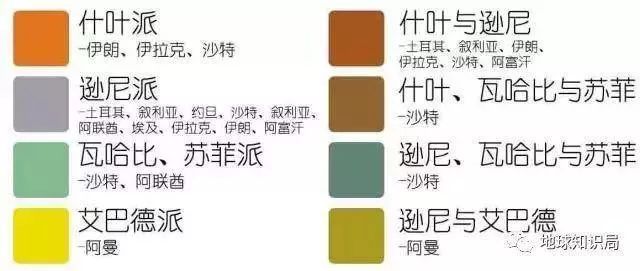 什叶派
-伊朗、伊拉克、沙特
逊尼派
-土耳其、叙利亚、约旦、沙特、叙利亚、
阿联酋、埃及、伊拉克、伊朗、阿富汗
瓦哈比、苏菲派
-沙特、阿联酋
艾巴德派
-阿曼
什叶与逊尼
-土耳其、叙利亚、伊朗、
伊拉克、沙特、阿富汗
什叶、瓦哈比与苏菲
-沙特
逊尼、瓦哈比与苏菲
-沙特
逊尼与艾巴德
-阿曼
地球知识局